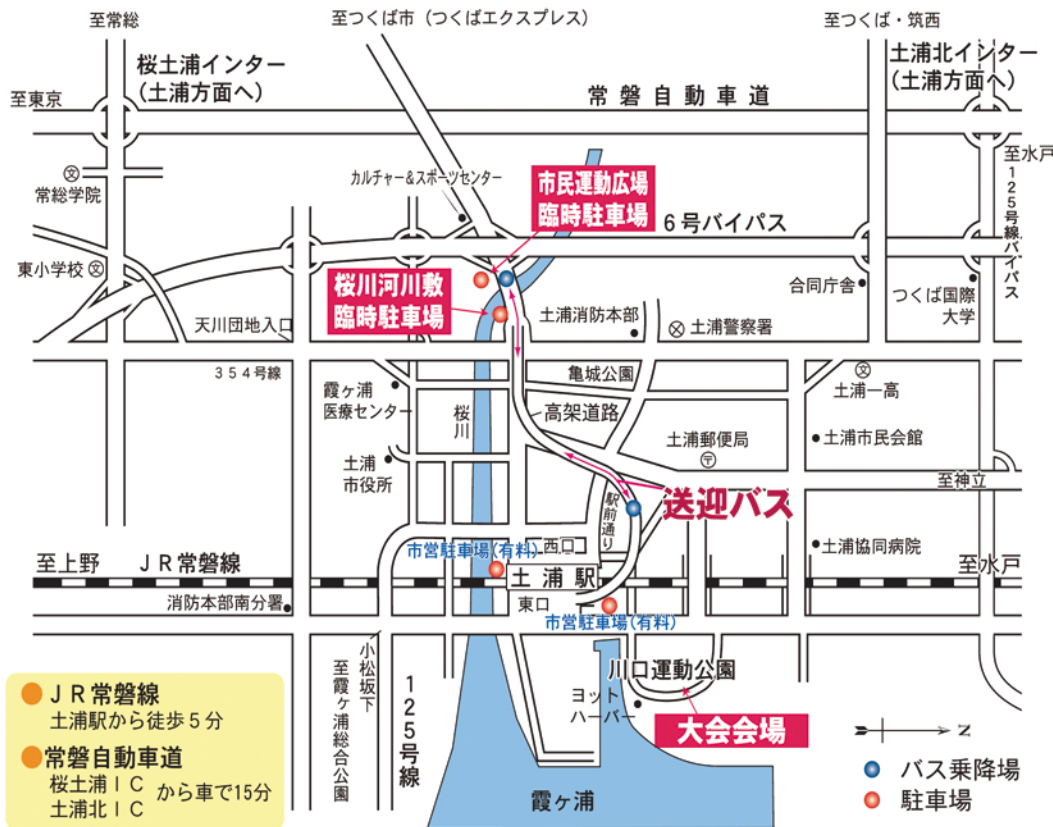 至常総
至つくば市(つくばエクスプレス)
至つくば・筑西
桜土浦インター
(土浦方面へ)
土浦北インター
(土浦方面へ)
至東京
常磐自動車道
至水戸
125号線バイパス
文
常総学院
カルチャー&スポーツセンター
市民運動広場
臨時駐車場
6号バイパス
東小学校
文
桜川河川敷
臨時駐車場
合同庁舎
つくば国際
大学
天川団地入口
土浦消防本部
土浦警察署
354号線
亀城公園
文
土浦一高
霞ヶ浦
医療センター
桜川
高架道路
土浦郵便局
〒
土浦市民会館
土浦
市役所
至神立
送迎バス
駅前通り
市営駐車場(有料)
西口
土浦協同病院
至上野
JR常磐線
土浦駅
至水戸
消防本部南分署
東口
市営駐車場(有料)
小松坂下
至霞ヶ浦総合公園
125号線
川口運動公園
ヨット
ハーバー
大会会場
JR常磐線
土浦駅から徒歩5分
常磐自動車道
桜土浦IC
土浦北IC
から車で15分
霞ヶ浦
N
バス乗降場
駐車場